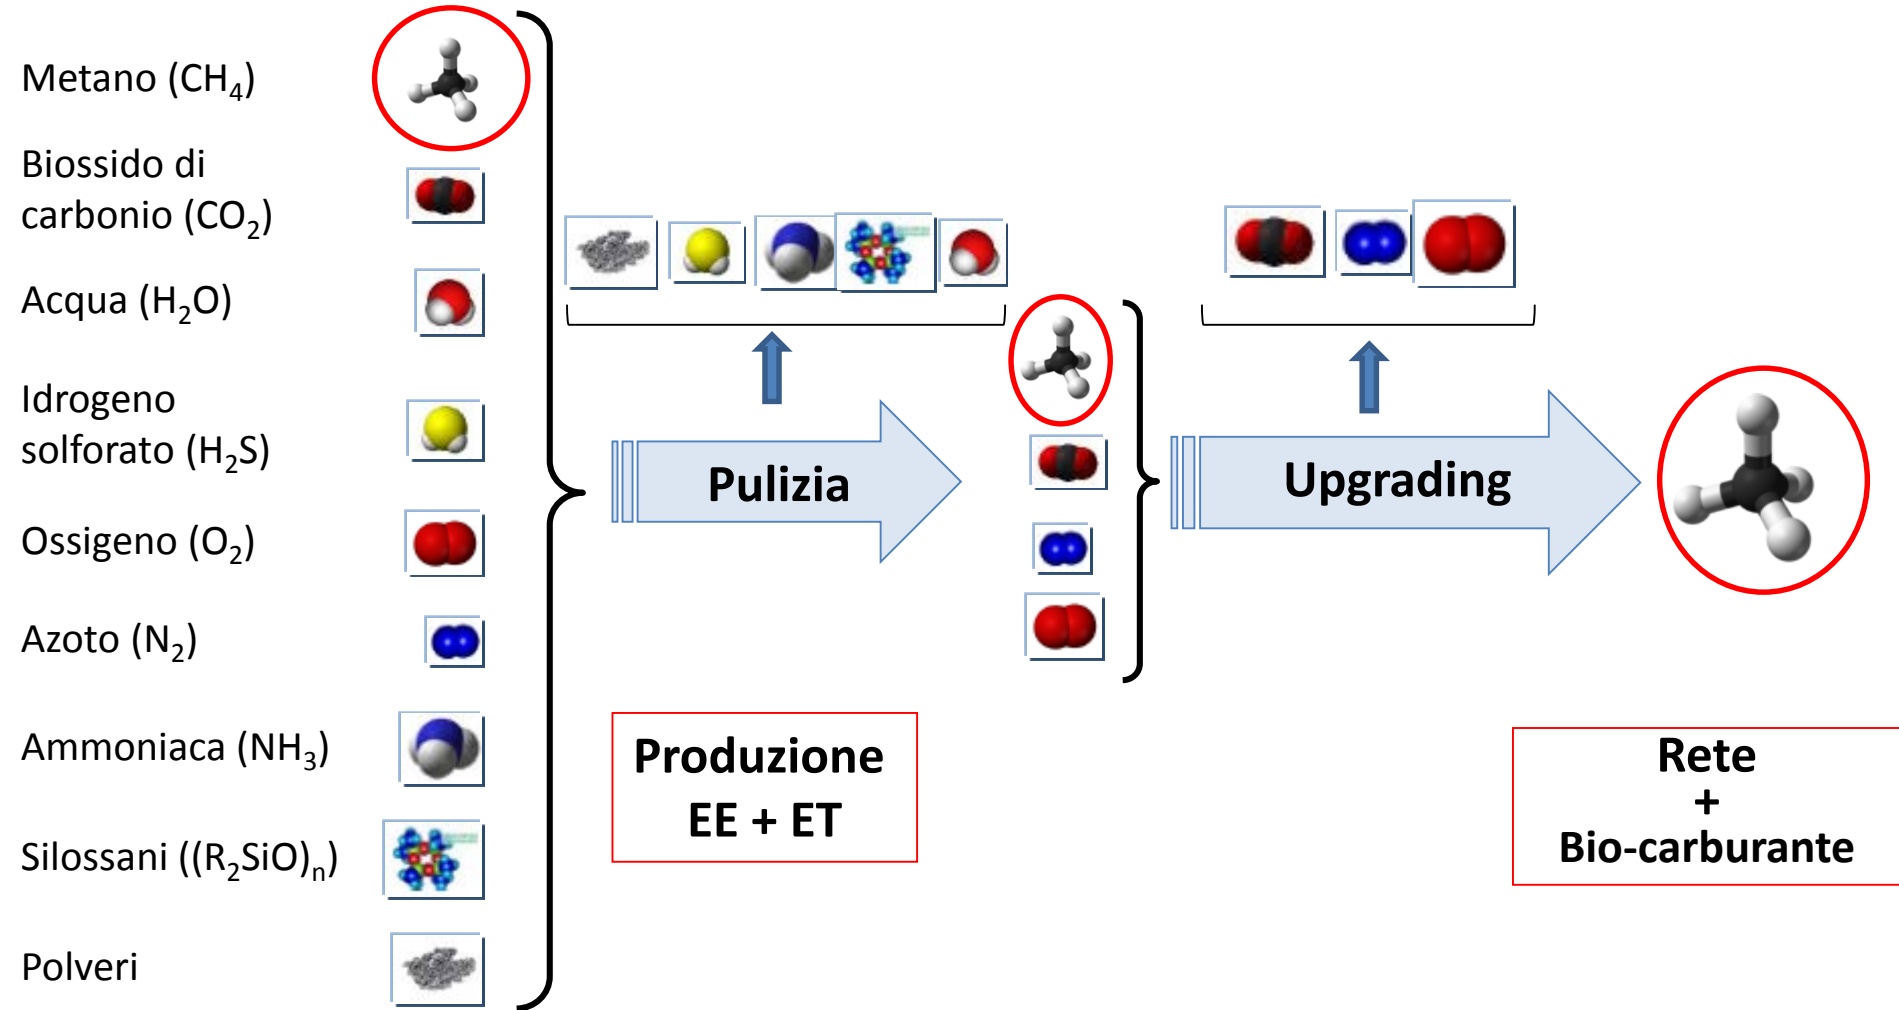 Metano (CH₄)
Biossido di
carbonio (CO₂)
Acqua (H₂O)
Idrogeno
solforato (H₂S)
Ossigeno (O₂)
Azoto (N₂)
Ammoniaca (NH₃)
Silossani ((R₂SiO)ₙ)
Polveri
Pulizia
Produzione
EE + ET
Upgrading
Rete
+
Bio-carburante